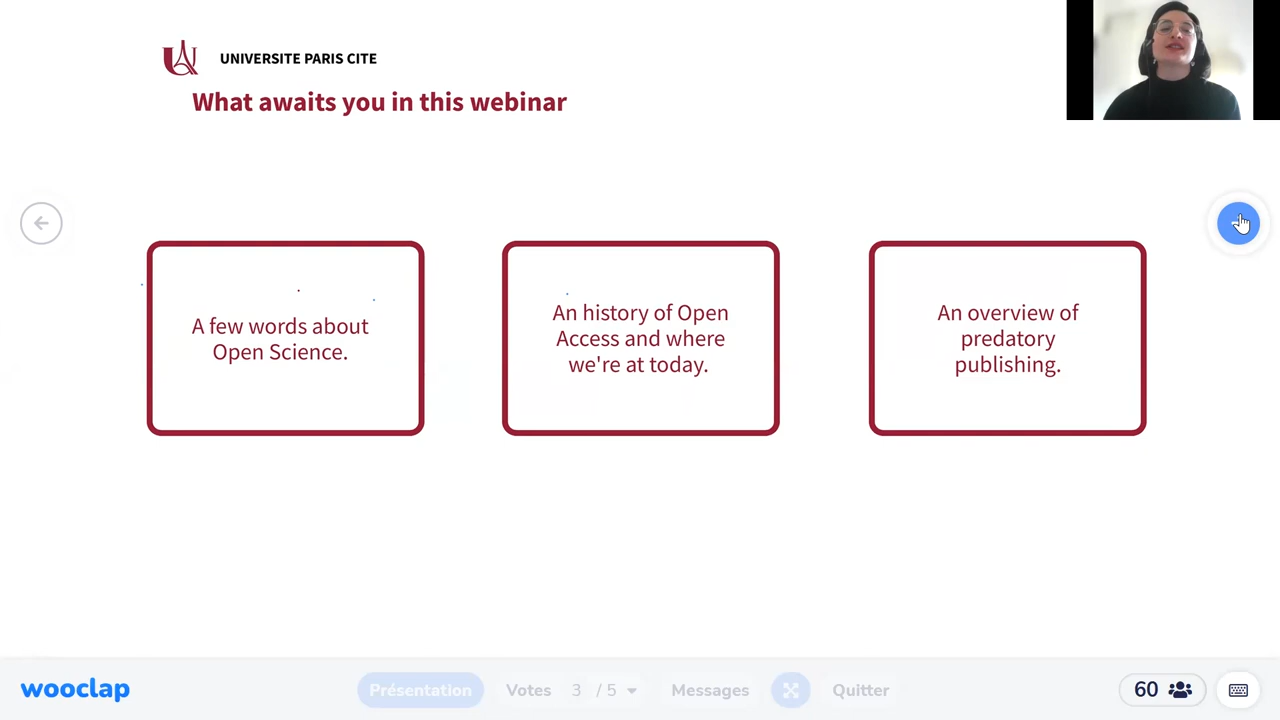 UNIVERSITE PARIS CITE
What awaits you in this webinar
A few words about
Open Science.
An history of Open
Access and where
we're at today.
An overview of
predatory
publishing.
wooclap
Présentation
Votes
3 / 5
Messages
Quitter
60